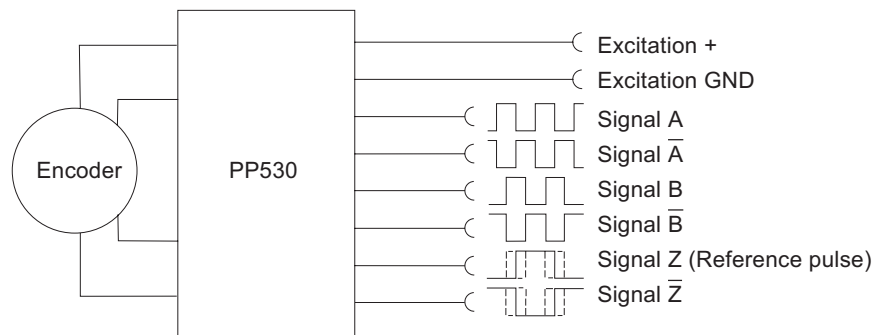 Encoder
PP530
Excitation +
Excitation GND
Signal A
Signal A̅
Signal B
Signal B̅
Signal Z (Reference pulse)
Signal Z̅